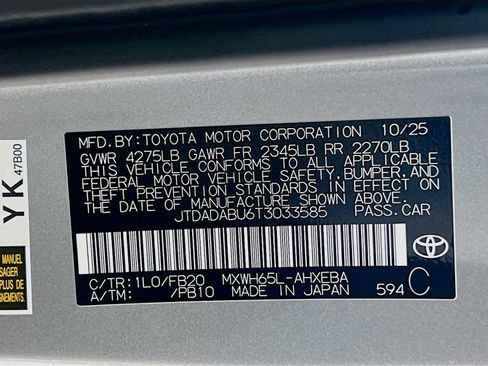 MFD.BY:TOYOTA MOTOR CORPORATION 10/25
GVWR 4275LB GAWR FR 2345LB RR 2270LB
THIS VEHICLE CONFORMS TO ALL APPLICABLE
FEDERAL MOTOR VEHICLE SAFETY,BUMPER,AND
THEFT PREVENTION STANDARDS IN EFFECT ON
THE DATE OF MANUFACTURE SHOWN ABOVE.
JTDADABU6T3033585 PASS.CAR
C/TR:1L0/FB20 MXWH65L-AHXEBA
A/TM: /PB10 MADE IN JAPAN 594 C
TOYOTA
YK 47B00
MANUEL
SAGER
PLUS DE
ONS